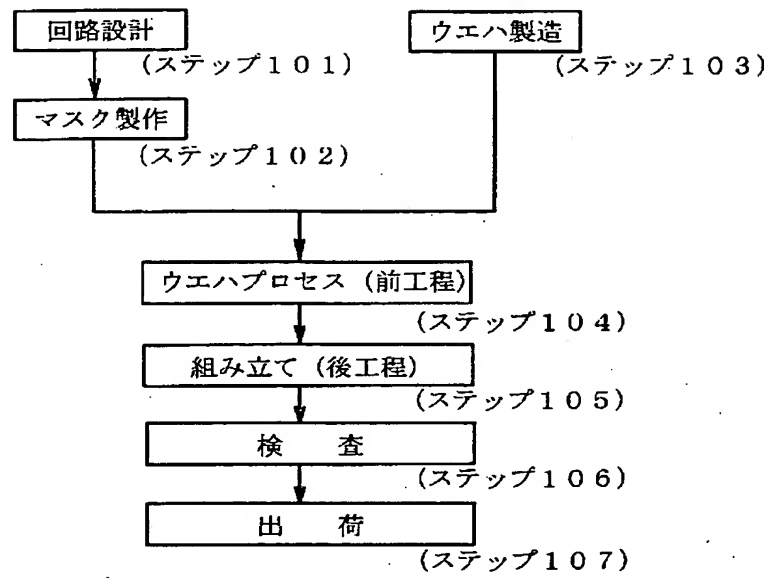 回路設計
ウエハ製造
(ステップ101)
(ステップ103)
マスク製作
(ステップ102)
ウエハプロセス(前工程)
(ステップ104)
組み立て(後工程)
(ステップ105)
検　査
(ステップ106)
出　荷
(ステップ107)